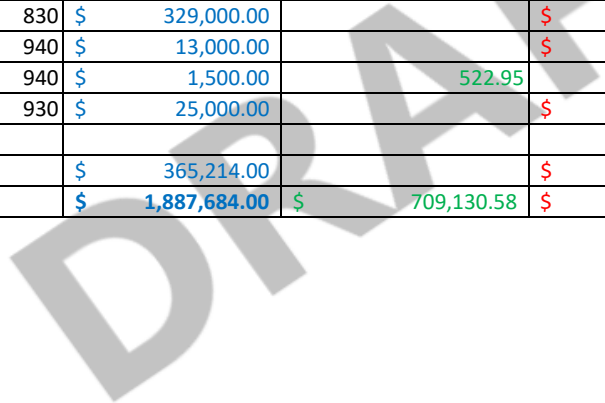 830 $ 329,000.00 $
940 $ 13,000.00 $
940 $ 1,500.00 522.95
930 $ 25,000.00 $
$ 365,214.00 $
$ 1,887,684.00 $ 709,130.58 $
DRAF